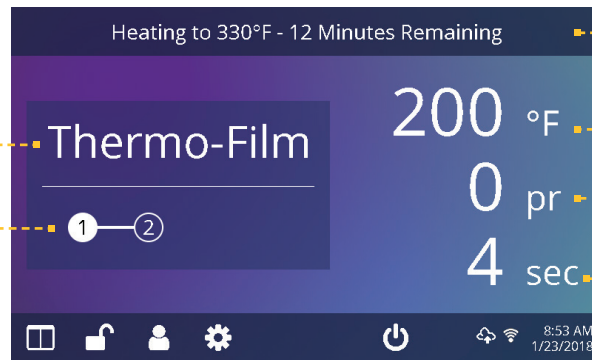 Heating to 330°F - 12 Minutes Remaining
Thermo-Film
1 2
200 °F
0 pr
4 sec
8:53 AM
1/23/2018